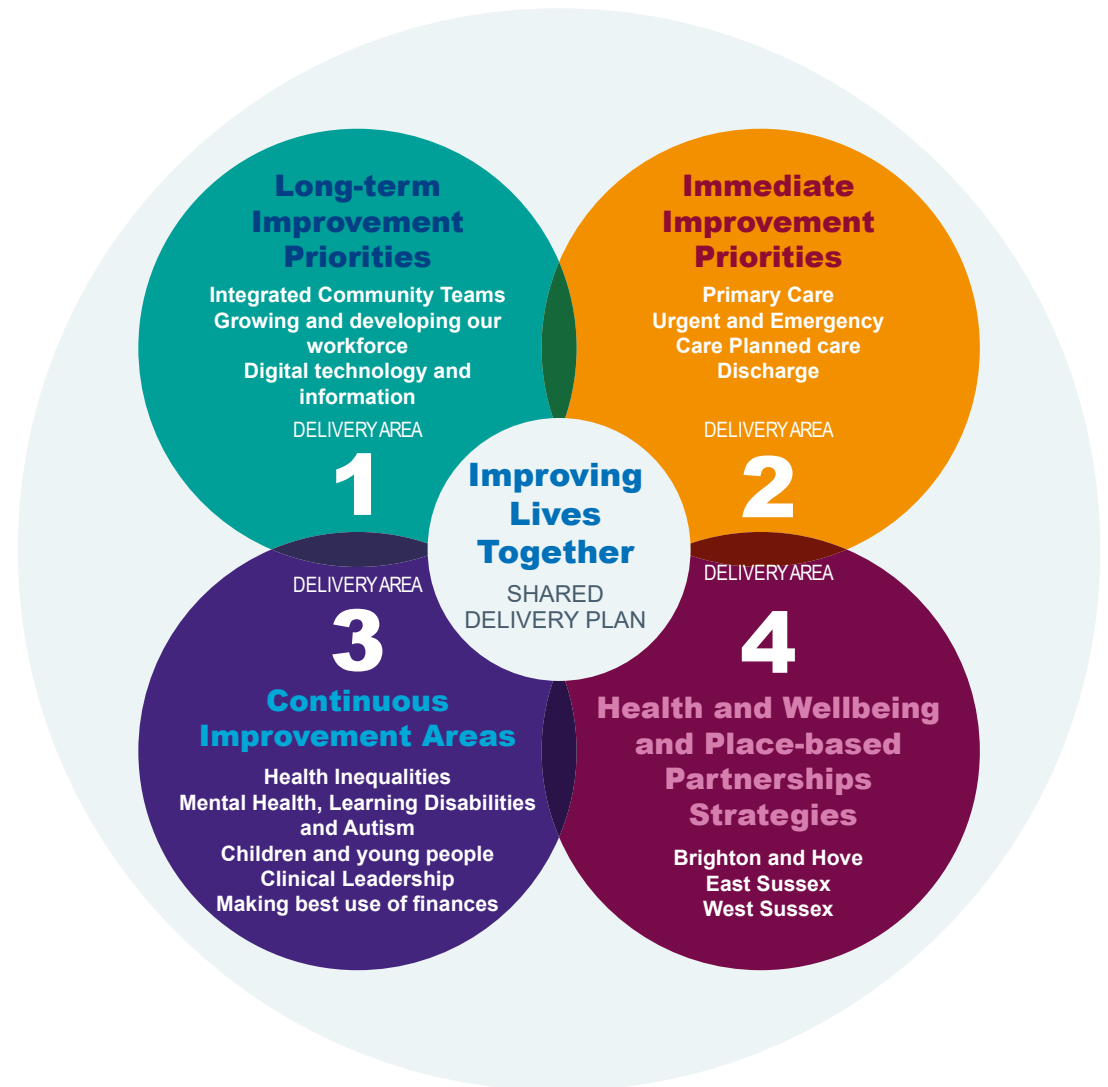 Long-term
Improvement
Priorities
Integrated Community Teams
Growing and developing our
workforce
Digital technology and
information
DELIVERY AREA
1
Immediate
Improvement
Priorities
Primary Care
Urgent and Emergency
Care Planned care
Discharge
DELIVERY AREA
2
Improving
Lives
Together
SHARED
DELIVERY PLAN
DELIVERY AREA
3
Continuous
Improvement Areas
Health Inequalities
Mental Health, Learning Disabilities
and Autism
Children and young people
Clinical Leadership
Making best use of finances
DELIVERY AREA
4
Health and Wellbeing
and Place-based
Partnerships
Strategies
Brighton and Hove
East Sussex
West Sussex